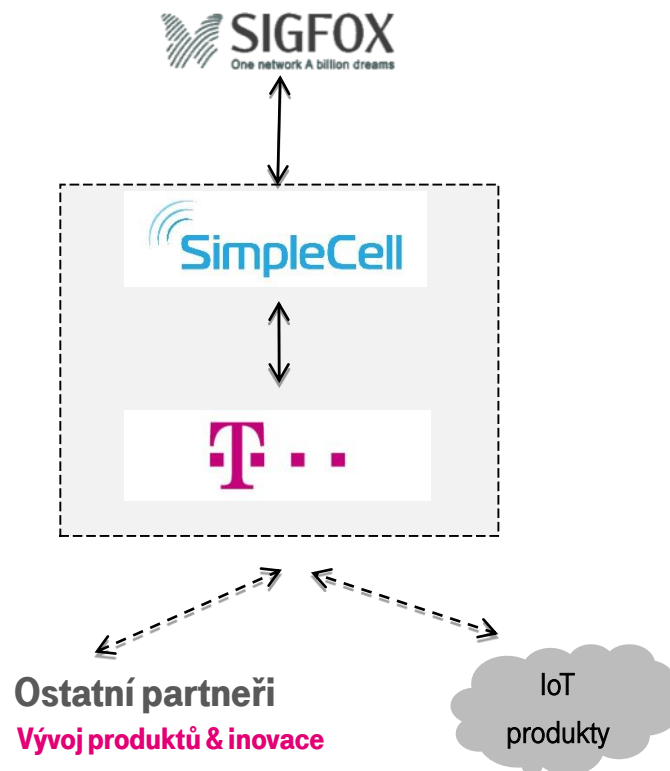 SIGFOX
One network A billion dreams
SimpleCell
T
Ostatní partneři
Vývoj produktů & inovace
IoT
produkty